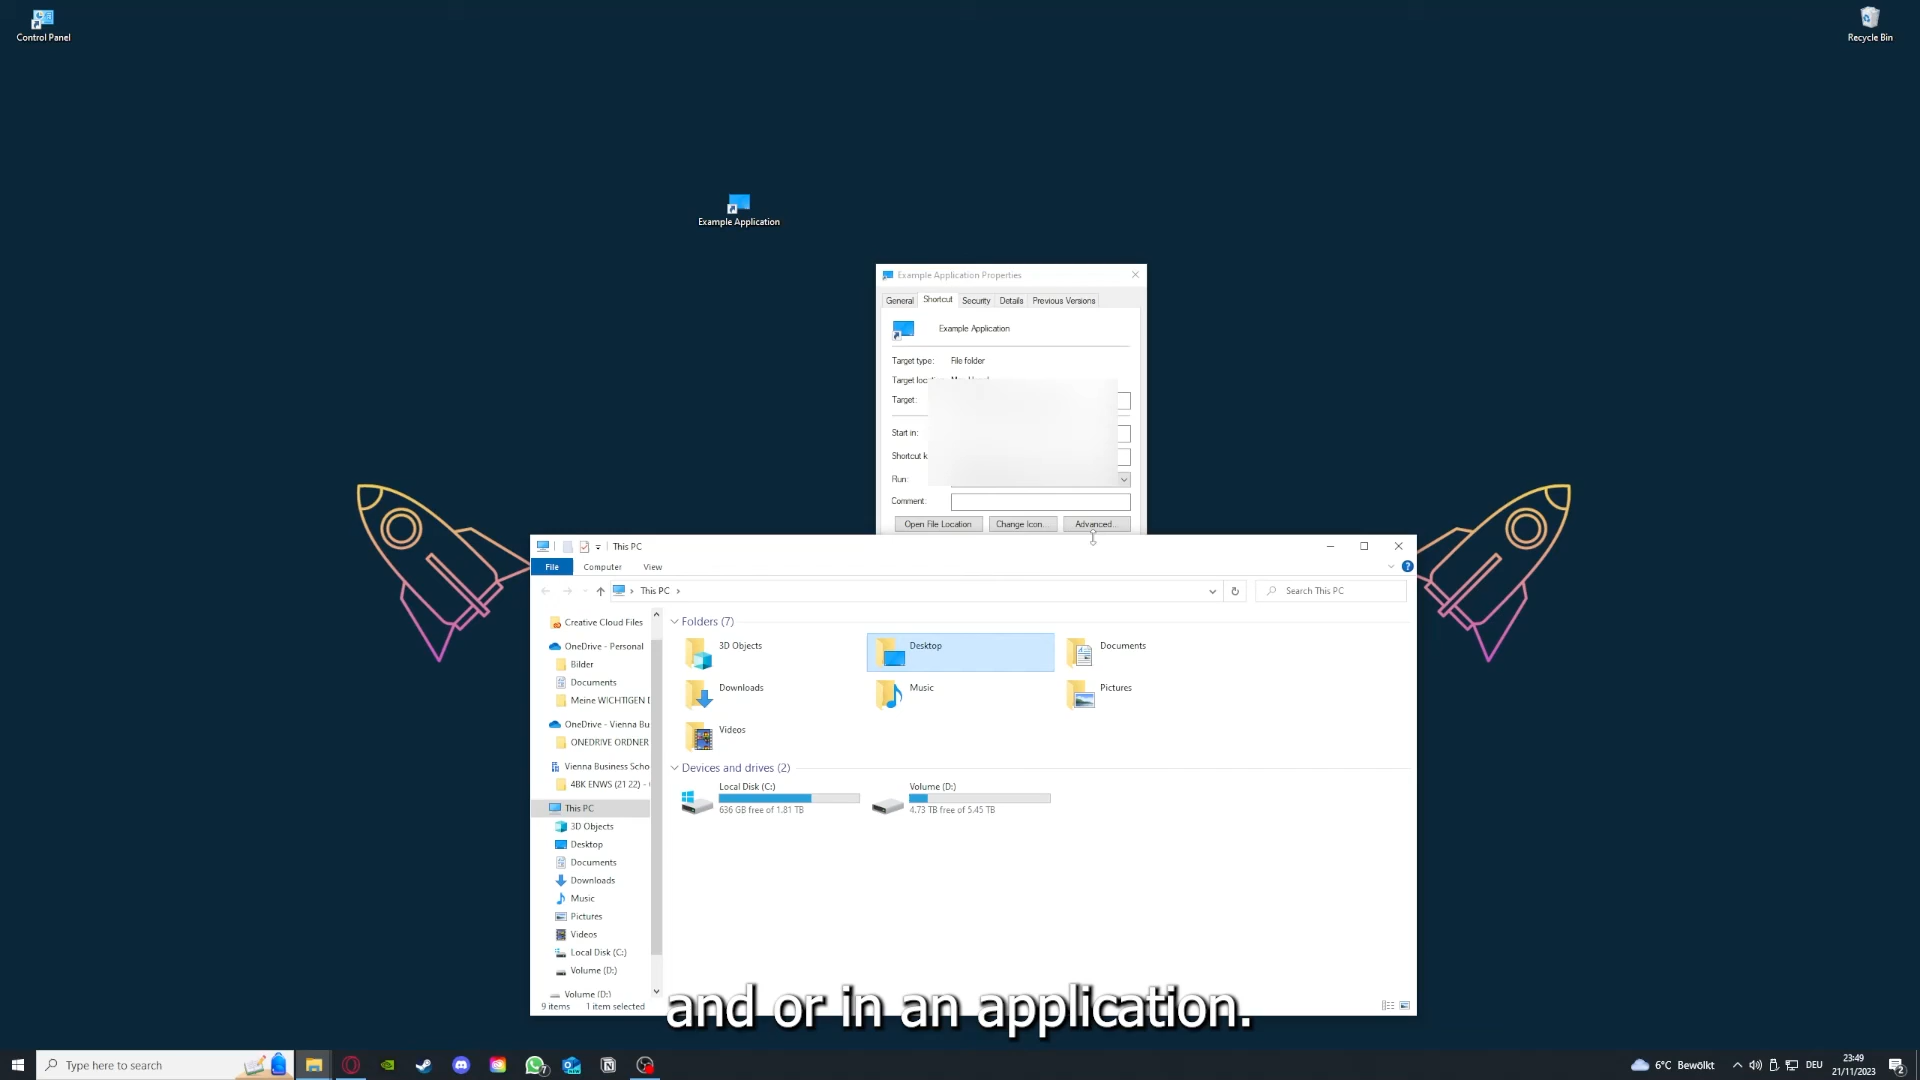 Control Panel
Recycle Bin
Example Application
Example Application Properties
General Shortcut Security Details Previous Versions
Example Application
Target type: File folder
Target:
Start in:
Run:
Comment:
Open File Location Change Icon... Advanced...
This PC
File Computer View
This PC
Search This PC
Creative Cloud Files
OneDrive - Personal
Bilder
Documents
Meine WICHTIGEN
OneDrive - Vienna Bu
ONEDRIVE ORDNER
Vienna Business Scho
4BK ENWS (21 22) -
This PC
3D Objects
Desktop
Documents
Downloads
Music
Pictures
Videos
Local Disk (C:)
Volume (D:)
Volume (D:)
Folders (7)
3D Objects
Desktop
Documents
Downloads
Music
Pictures
Videos
Devices and drives (2)
Local Disk (C:)
636 GB free of 1.81 TB
Volume (D:)
4.73 TB free of 5.45 TB
9 items 1 item selected
and or in an application.
Type here to search
7
6°C Bewölkt
DEU
23:49
21/11/2023
2